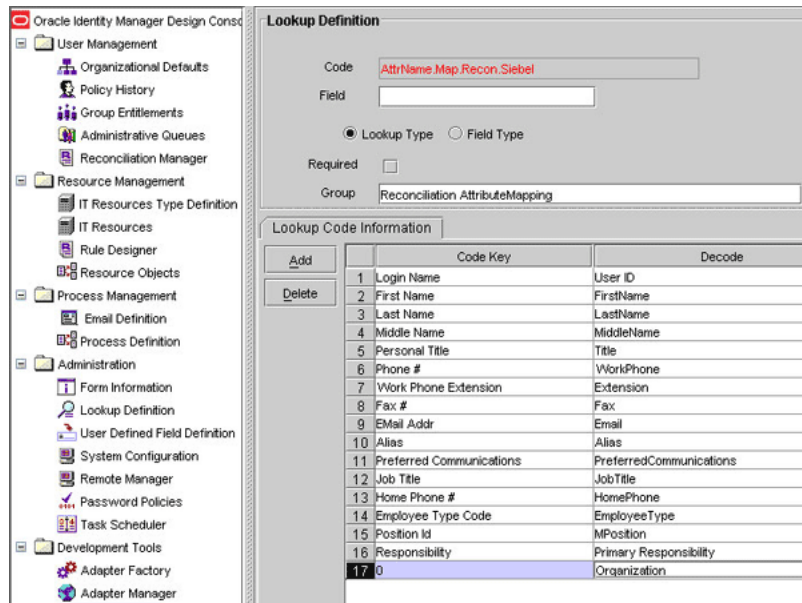 Oracle Identity Manager Design Consc
User Management
Organizational Defaults
Policy History
Group Entitlements
Administrative Queues
Reconciliation Manager
Resource Management
IT Resources Type Definition
IT Resources
Rule Designer
Resource Objects
Process Management
Email Definition
Process Definition
Administration
Form Information
Lookup Definition
User Defined Field Definition
System Configuration
Remote Manager
Password Policies
Task Scheduler
Development Tools
Adapter Factory
Adapter Manager
Lookup Definition
Code AttrName.Map.Recon.Siebel
Field
Lookup Type Field Type
Required
Group Reconciliation AttributeMapping
Lookup Code Information
Add
Delete
Code Key Decode
1 Login Name User ID
2 First Name FirstName
3 Last Name LastName
4 Middle Name MiddleName
5 Personal Title Title
6 Phone # WorkPhone
7 Work Phone Extension Extension
8 Fax # Fax
9 EMail Addr Email
10 Alias Alias
11 Preferred Communications PreferredCommunications
12 Job Title JobTitle
13 Home Phone # HomePhone
14 Employee Type Code EmployeeType
15 Position Id MPosition
16 Responsibility Primary Responsibility
17 0 Organization